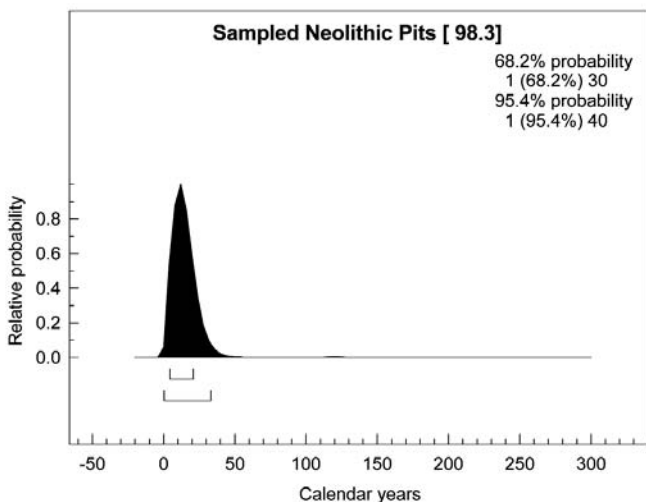 Sampled Neolithic Pits [ 98.3]
68.2% probability
1 (68.2%) 30
95.4% probability
1 (95.4%) 40
Relative probability
0.8
0.6
0.4
0.2
0.0
-50 0 50 100 150 200 250 300
Calendar years